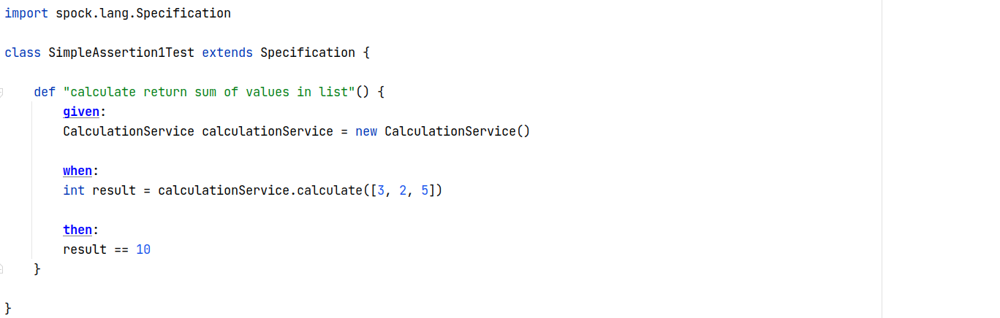 import spock.lang.Specification
class SimpleAssertion1Test extends Specification {
def "calculate return sum of values in list"() {
given:
CalculationService calculationService = new CalculationService()
when:
int result = calculationService.calculate([3, 2, 5])
then:
result == 10
}
}